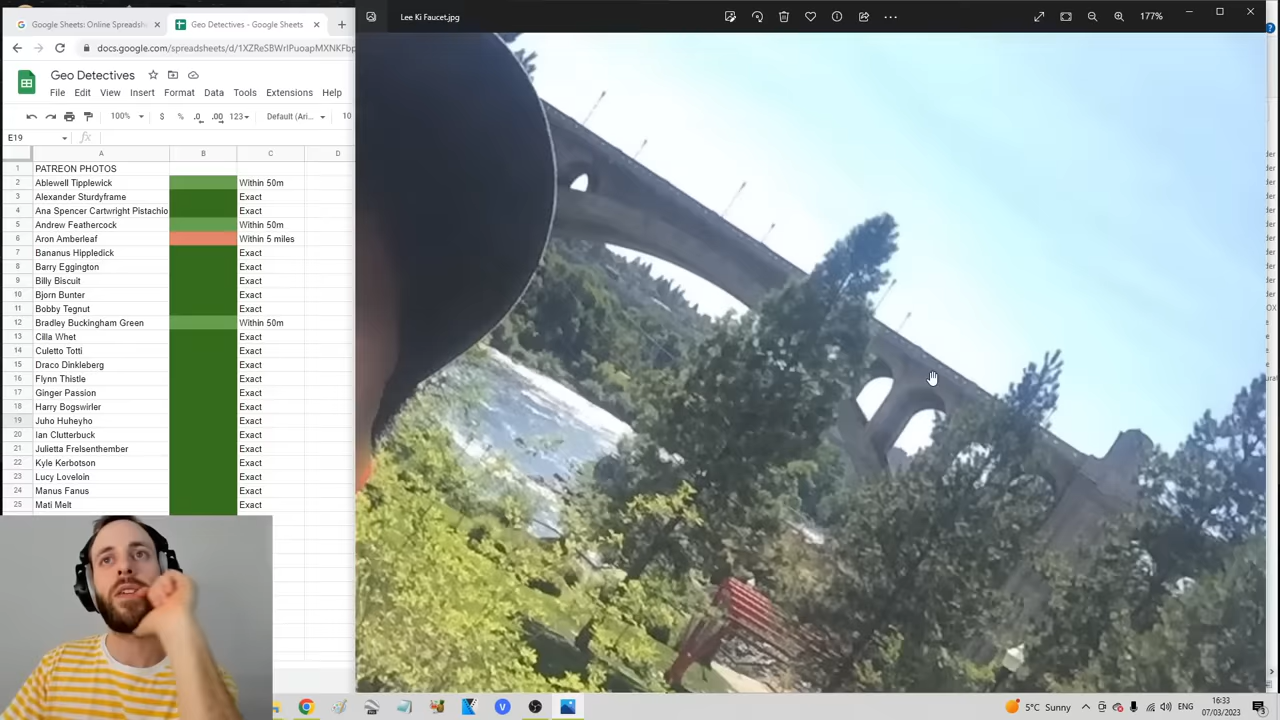 Google Sheets: Online Spreadsh
Geo Detectives - Google Sheets
Lee Ki Faucet.jpg
177%
docs.google.com/spreadsheets/d/1XZReSBWrlPuoapMXNKFbp
Geo Detectives
File Edit View Insert Format Data Tools Extensions Help
100% $ % .0 .00 123 Default (Ari... 10
E19
A B C D
1 PATREON PHOTOS
2 Ablewell Tipplewick Within 50m
3 Alexander Sturdyframe Exact
4 Ana Spencer Cartwright Pistachio Exact
5 Andrew Feathercock Within 50m
6 Aron Amberleaf Within 5 miles
7 Bananus Hippledick Exact
8 Barry Eggington Exact
9 Billy Biscuit Exact
10 Bjorn Bunter Exact
11 Bobby Tegnut Exact
12 Bradley Buckingham Green Within 50m
13 Cilla Whet Exact
14 Culetto Totti Exact
15 Draco Dinkleberg Exact
16 Flynn Thistle Exact
17 Ginger Passion Exact
18 Harry Bogswirler Exact
19 Juho Huheyho Exact
20 Ian Clutterbuck Exact
21 Julietta Frelsenthember Exact
22 Kyle Kerbotson Exact
23 Lucy Loveloin Exact
24 Manus Fanus Exact
25 Mati Melt Exact
5°C Sunny ENG 16:33
07/03/2023